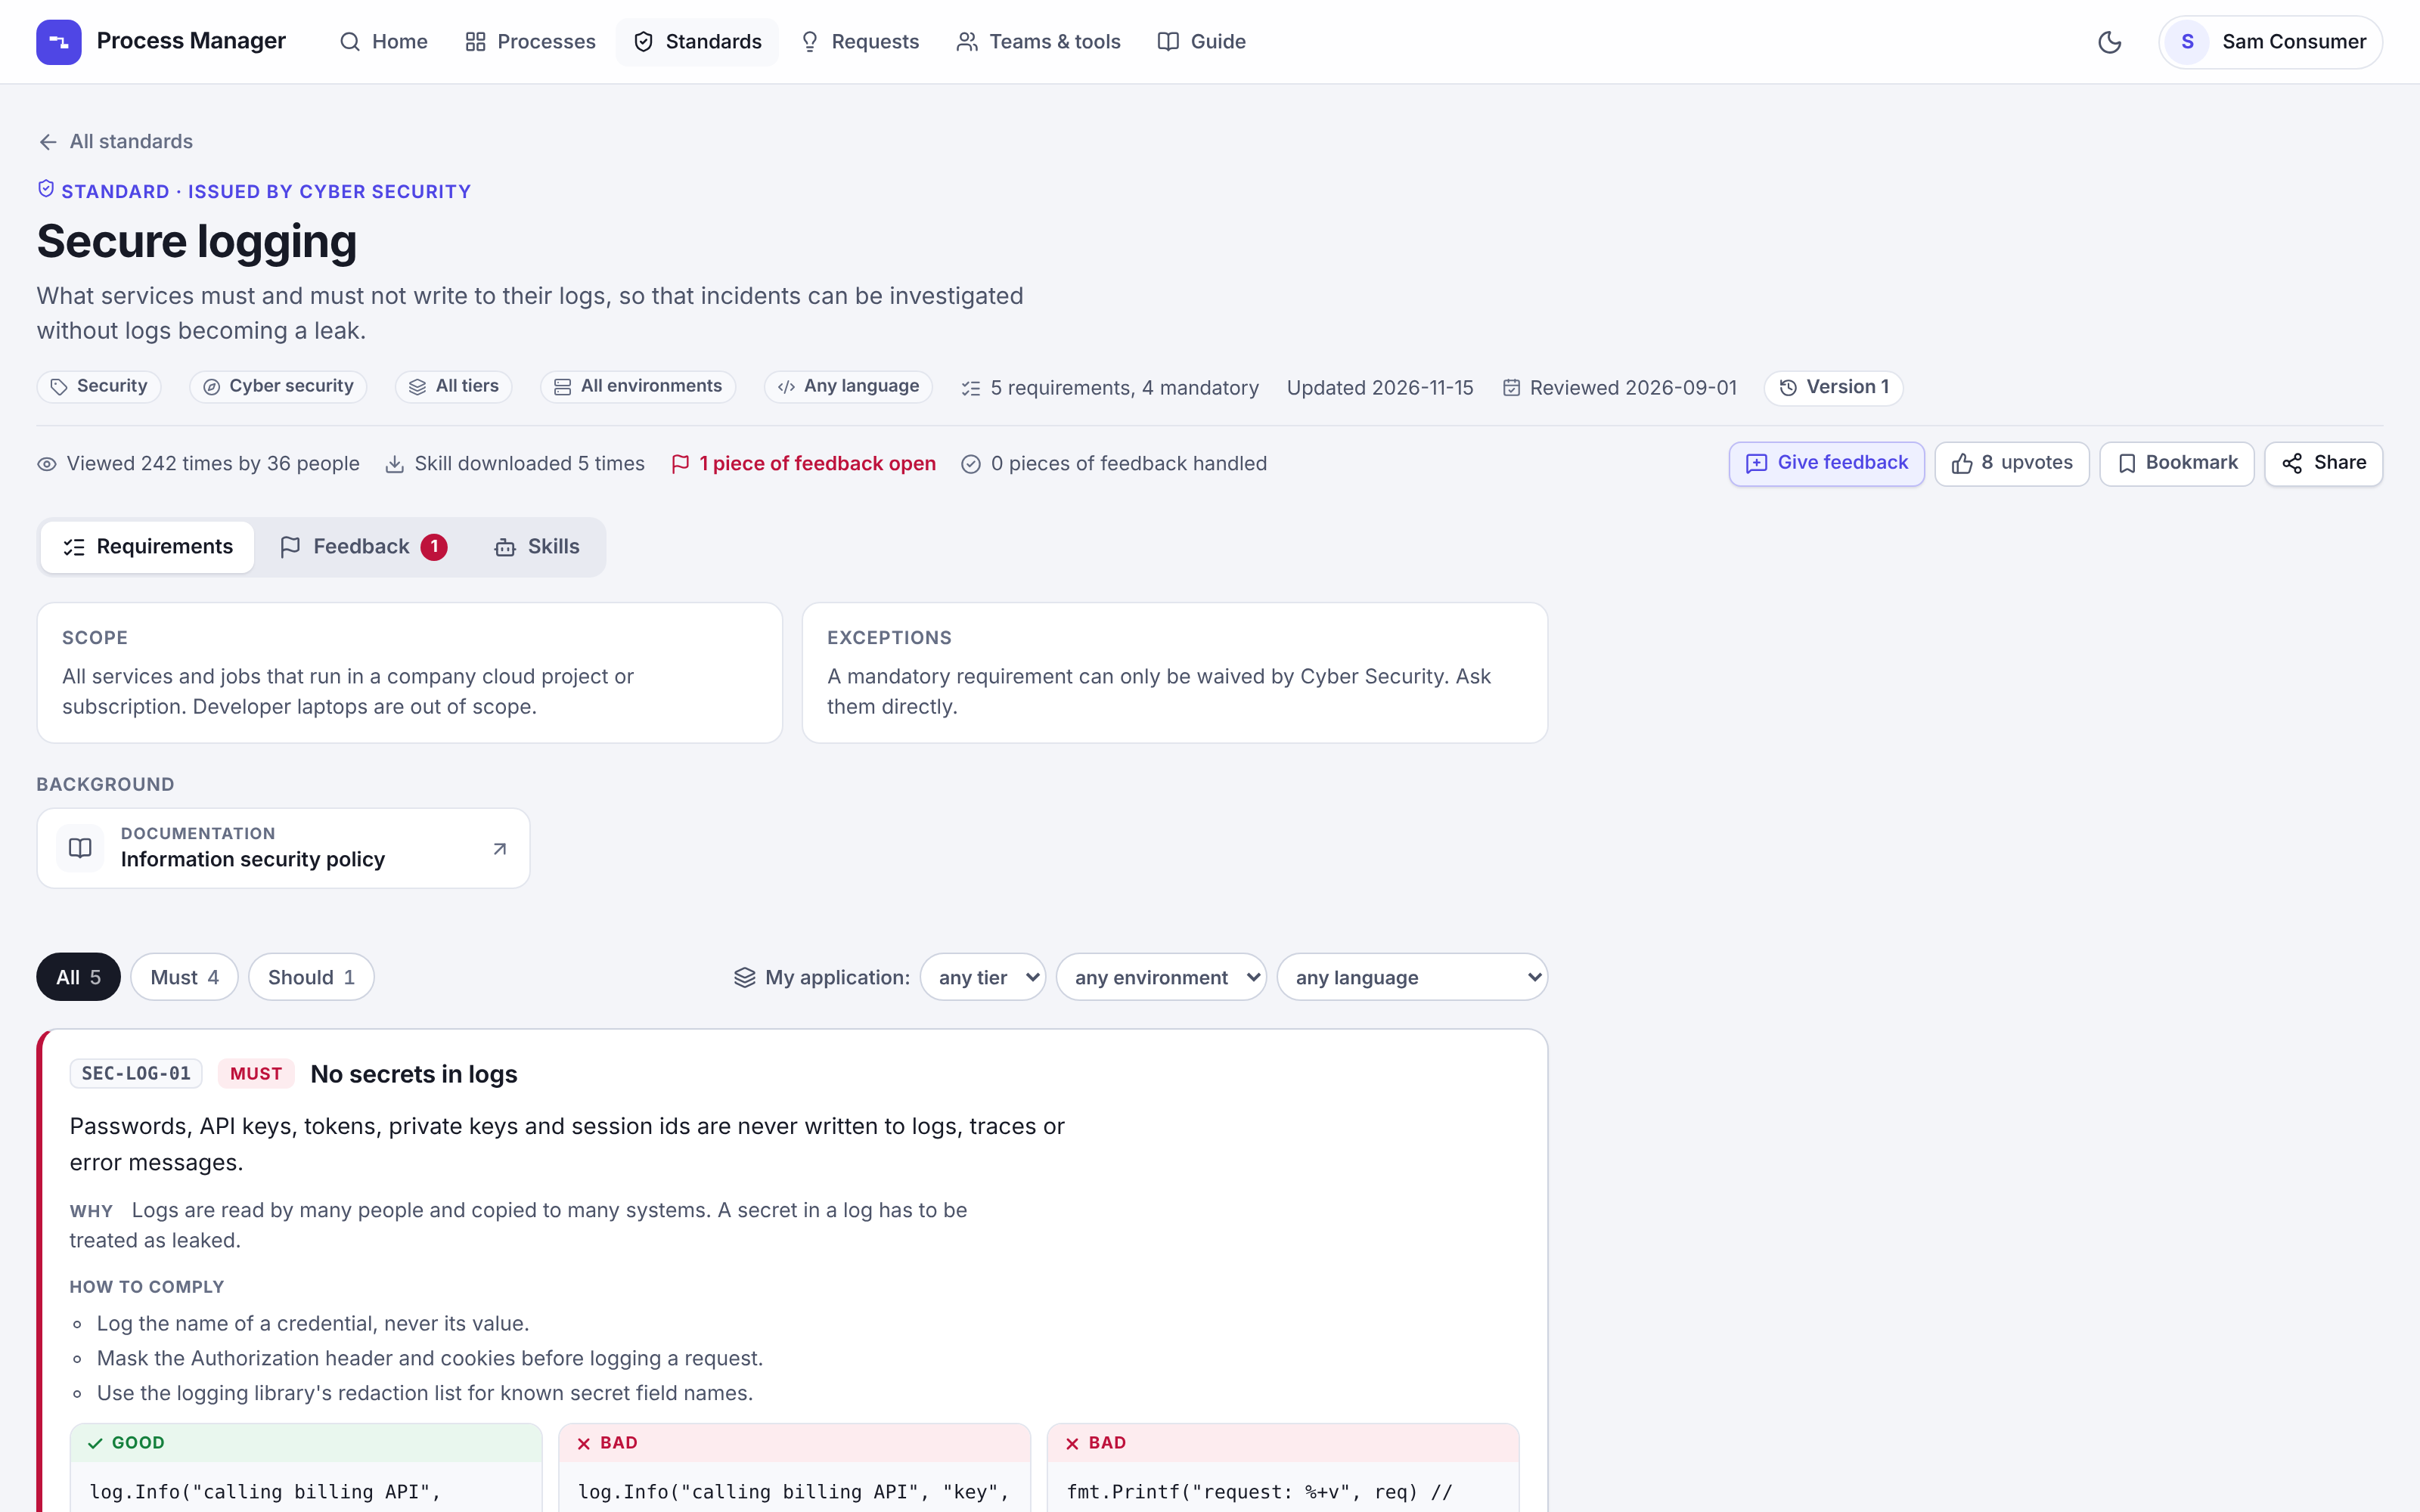 Process Manager
Home
Processes
Standards
Requests
Teams & tools
Guide
S
Sam Consumer
All standards
STANDARD · ISSUED BY CYBER SECURITY
Secure logging
What services must and must not write to their logs, so that incidents can be investigated
without logs becoming a leak.
Security
Cyber security
All tiers
All environments
Any language
5 requirements, 4 mandatory
Updated 2026-11-15
Reviewed 2026-09-01
Version 1
Viewed 242 times by 36 people
Skill downloaded 5 times
1 piece of feedback open
0 pieces of feedback handled
Give feedback
8 upvotes
Bookmark
Share
Requirements
Feedback 1
Skills
SCOPE
All services and jobs that run in a company cloud project or
subscription. Developer laptops are out of scope.
EXCEPTIONS
A mandatory requirement can only be waived by Cyber Security. Ask
them directly.
BACKGROUND
DOCUMENTATION
Information security policy
All 5
Must 4
Should 1
My application:
any tier
any environment
any language
SEC-LOG-01
MUST
No secrets in logs
Passwords, API keys, tokens, private keys and session ids are never written to logs, traces or
error messages.
WHY Logs are read by many people and copied to many systems. A secret in a log has to be
treated as leaked.
HOW TO COMPLY
Log the name of a credential, never its value.
Mask the Authorization header and cookies before logging a request.
Use the logging library's redaction list for known secret field names.
GOOD
log.Info("calling billing API",
BAD
log.Info("calling billing API", "key",
BAD
fmt.Printf("request: %+v", req) //